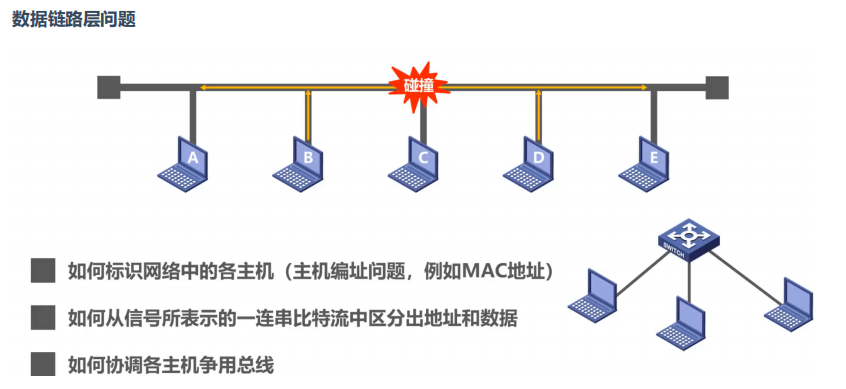 数据链路层问题
碰撞
A B C D E
SWITCH
如何标识网络中的各主机（主机编址问题，例如MAC地址）
如何从信号所表示的一连串比特流中区分出地址和数据
如何协调各主机争用总线